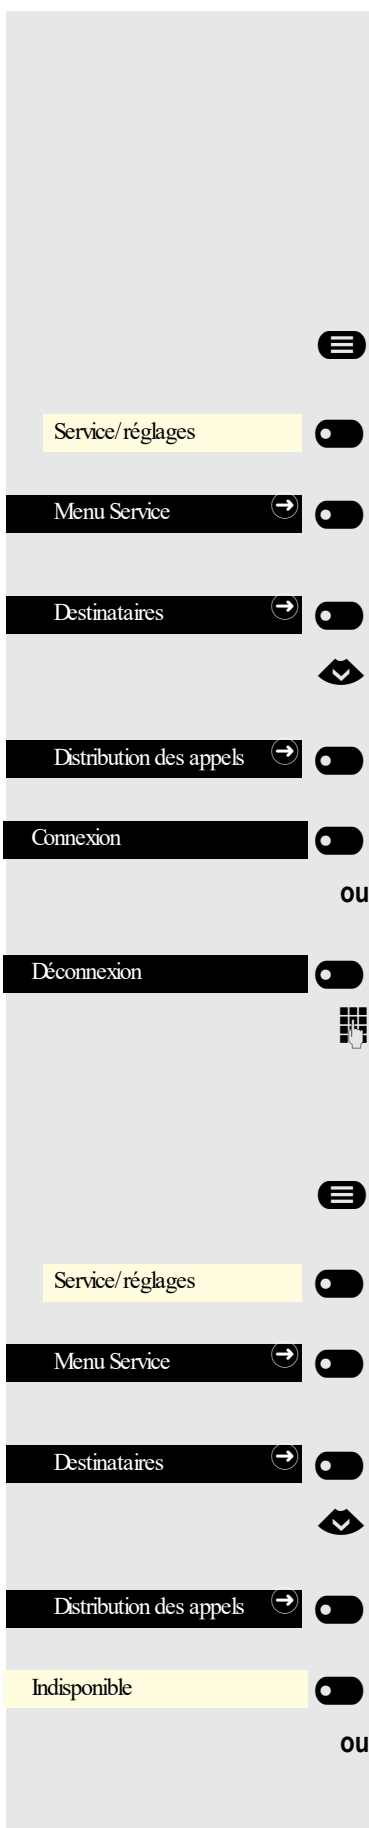 Service/réglages
Menu Service
Destinataires
Distribution des appels
Connexion
ou
Déconnexion
Service/réglages
Menu Service
Destinataires
Distribution des appels
Indisponible
ou